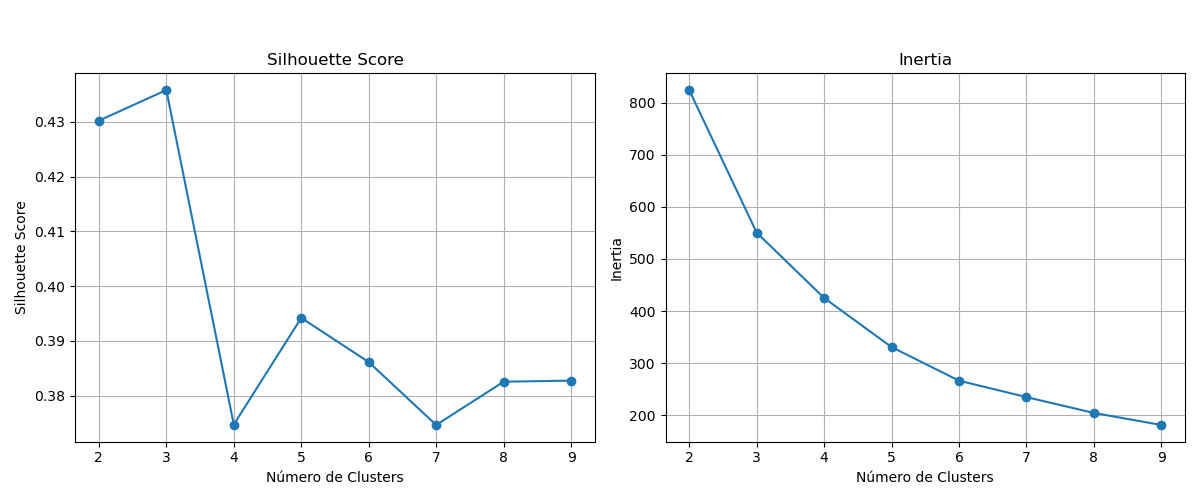 Silhouette Score
Silhouette Score
0.43
0.42
0.41
0.40
0.39
0.38
2 3 4 5 6 7 8 9
Número de Clusters
Inertia
Inertia
800
700
600
500
400
300
200
2 3 4 5 6 7 8 9
Número de Clusters